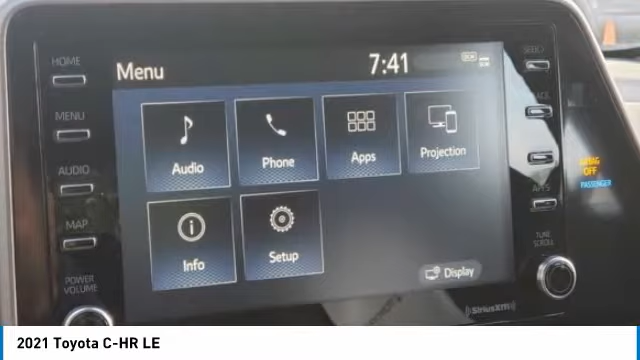 HOME
MENU
AUDIO
MAP
POWER
VOLUME
Menu
7:41
Audio
Phone
Apps
Projection
Info
Setup
Display
SEEK
APPS
TUNE
SCROLL
SiriusXM
AIRBAG
OFF
PASSENGER
2021 Toyota C-HR LE